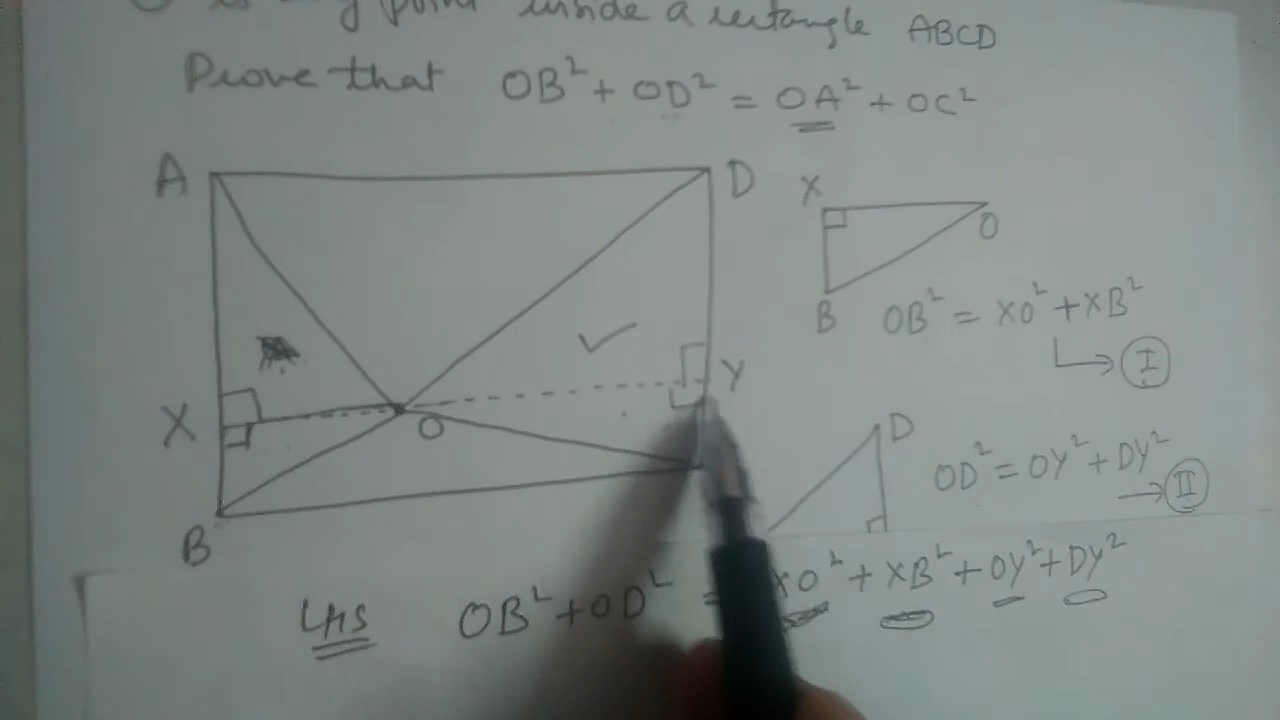 point inside a rectangle ABCD
Prove that OB² + OD² = OA² + OC²
A
D
X
O
B
OB² = XO² + XB²
I
Y
X
O
B
D
OD² = OY² + DY²
II
LHS OB² + OD² = XO² + XB² + OY² + DY²